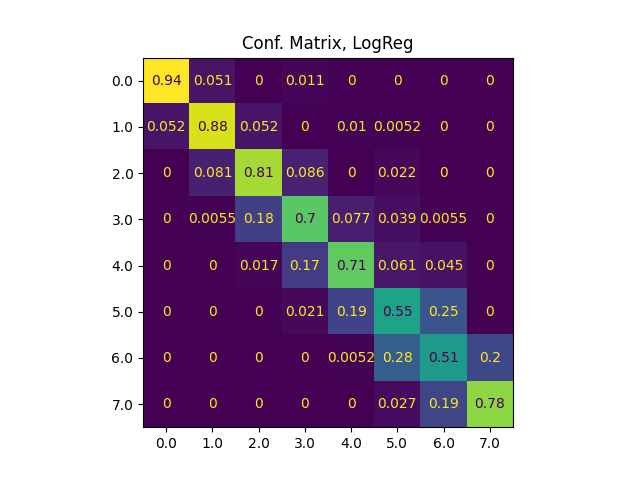 Conf. Matrix, LogReg
0.0 0.94 0.051 0 0.011 0 0 0 0
1.0 0.052 0.88 0.052 0 0.01 0.0052 0 0
2.0 0 0.081 0.81 0.086 0 0.022 0 0
3.0 0 0.0055 0.18 0.7 0.077 0.039 0.0055 0
4.0 0 0 0.017 0.17 0.71 0.061 0.045 0
5.0 0 0 0 0.021 0.19 0.55 0.25 0
6.0 0 0 0 0 0.0052 0.28 0.51 0.2
7.0 0 0 0 0 0 0.027 0.19 0.78
0.0 1.0 2.0 3.0 4.0 5.0 6.0 7.0